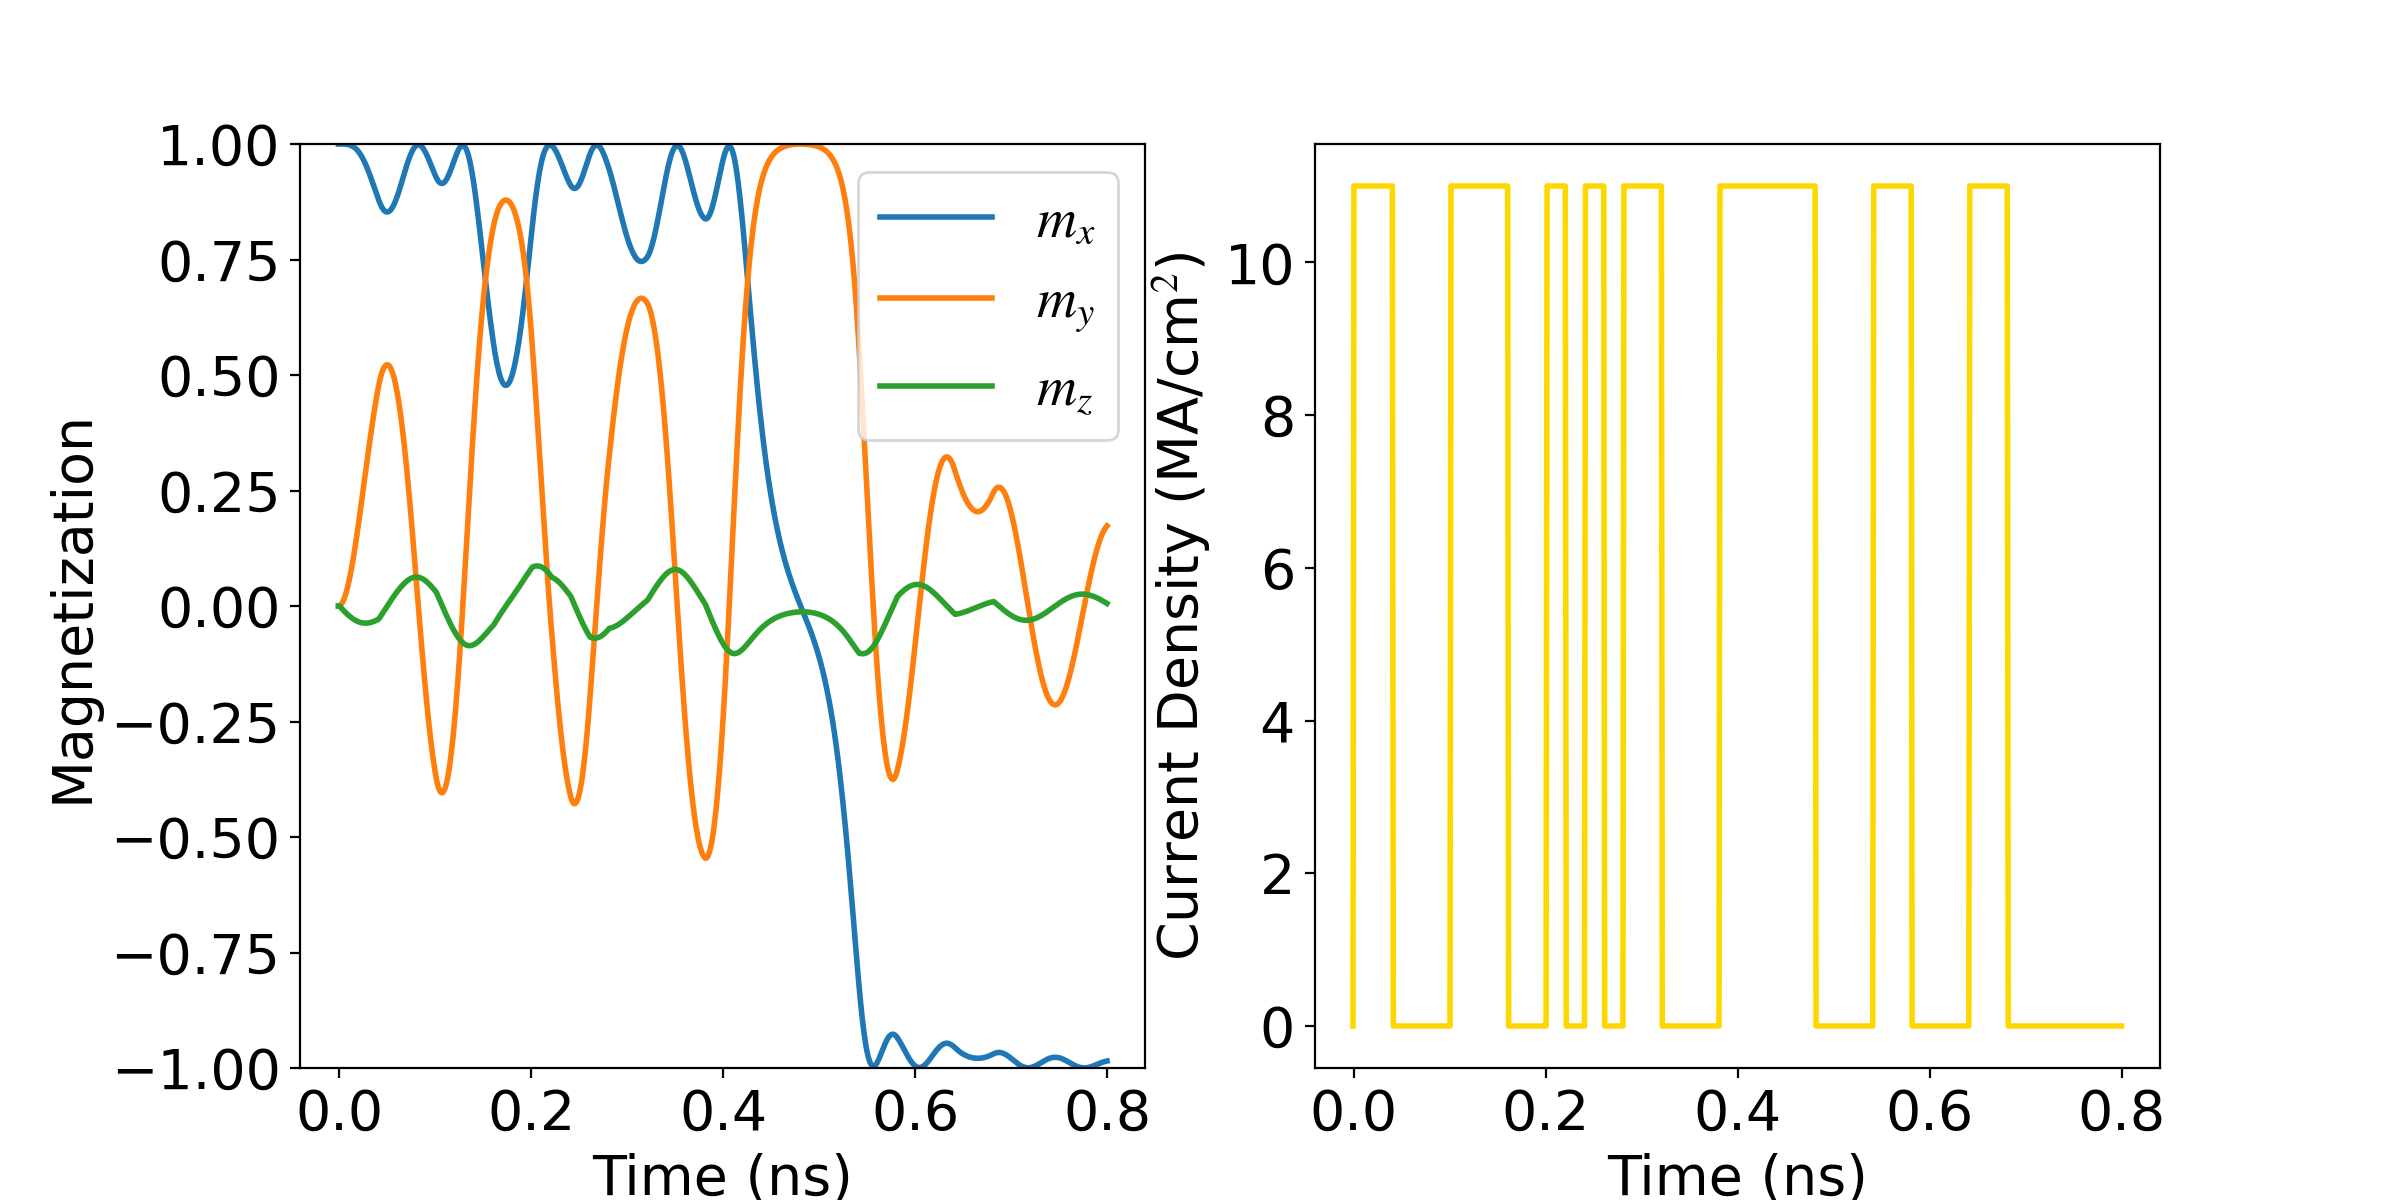 1.00
0.75
0.50
0.25
0.00
−0.25
−0.50
−0.75
−1.00
Magnetization
0.0 0.2 0.4 0.6 0.8
Time (ns)
m_x
m_y
m_z
10
8
6
4
2
0
Current Density (MA/cm²)
0.0 0.2 0.4 0.6 0.8
Time (ns)